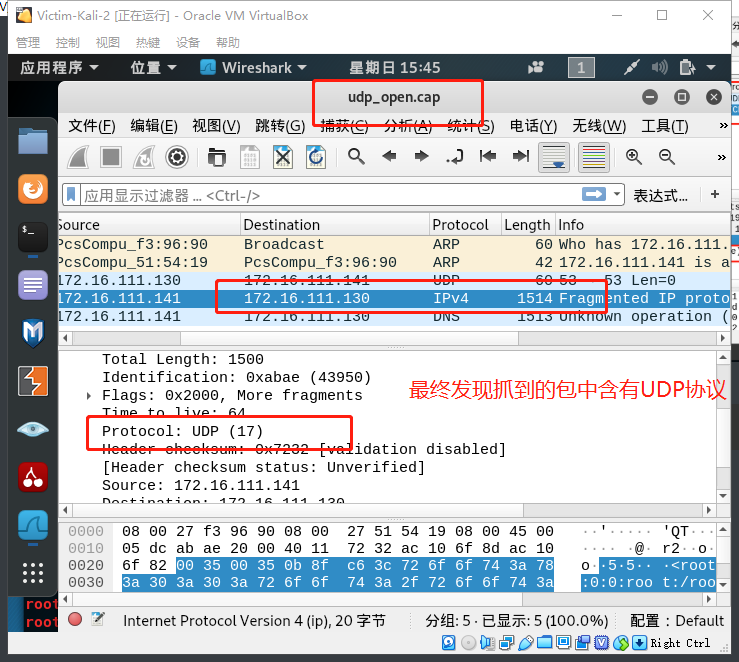 Victim-Kali-2 [正在运行] - Oracle VM VirtualBox
管理 控制 视图 热键 设备 帮助
应用程序 位置 Wireshark 星期日 15:45 1
udp_open.cap
文件(F) 编辑(E) 视图(V) 跳转(G) 捕获(C) 分析(A) 统计(S) 电话(Y) 无线(W) 工具(T) »
»
应用显示过滤器 … <Ctrl-/> 表达式… +
Source Destination Protocol Length Info
PcsCompu_f3:96:90 Broadcast ARP 60 Who has 172.16.111.
PcsCompu_51:54:19 PcsCompu_f3:96:90 ARP 42 172.16.111.141 is a
172.16.111.130 172.16.111.141 UDP 60 53 → 53 Len=0
172.16.111.141 172.16.111.130 IPv4 1514 Fragmented IP proto
172.16.111.141 172.16.111.130 DNS 1513 Unknown operation (
Total Length: 1500
Identification: 0xabae (43950)
Flags: 0x2000, More fragments
最终发现抓到的包中含有UDP协议
Time to live: 64
Protocol: UDP (17)
Header checksum: 0x7232 [validation disabled]
[Header checksum status: Unverified]
Source: 172.16.111.141
Destination: 172.16.111.130
0000 08 00 27 f3 96 90 08 00 27 51 54 19 08 00 45 00 ··'····· 'QT···
0010 05 dc ab ae 20 00 40 11 72 32 ac 10 6f 8d ac 10 ···· ·@· r2··o
0020 6f 82 00 35 00 35 0b 8f c6 3c 72 6f 6f 74 3a 78 o··5·5·· ·<root
0030 3a 30 3a 30 3a 72 6f 6f 74 3a 2f 72 6f 6f 74 3a :0:0:roo t:/roo
root
root
Internet Protocol Version 4 (ip), 20 字节 分组: 5 · 已显示: 5 (100.0%) 配置: Default
Right Ctrl